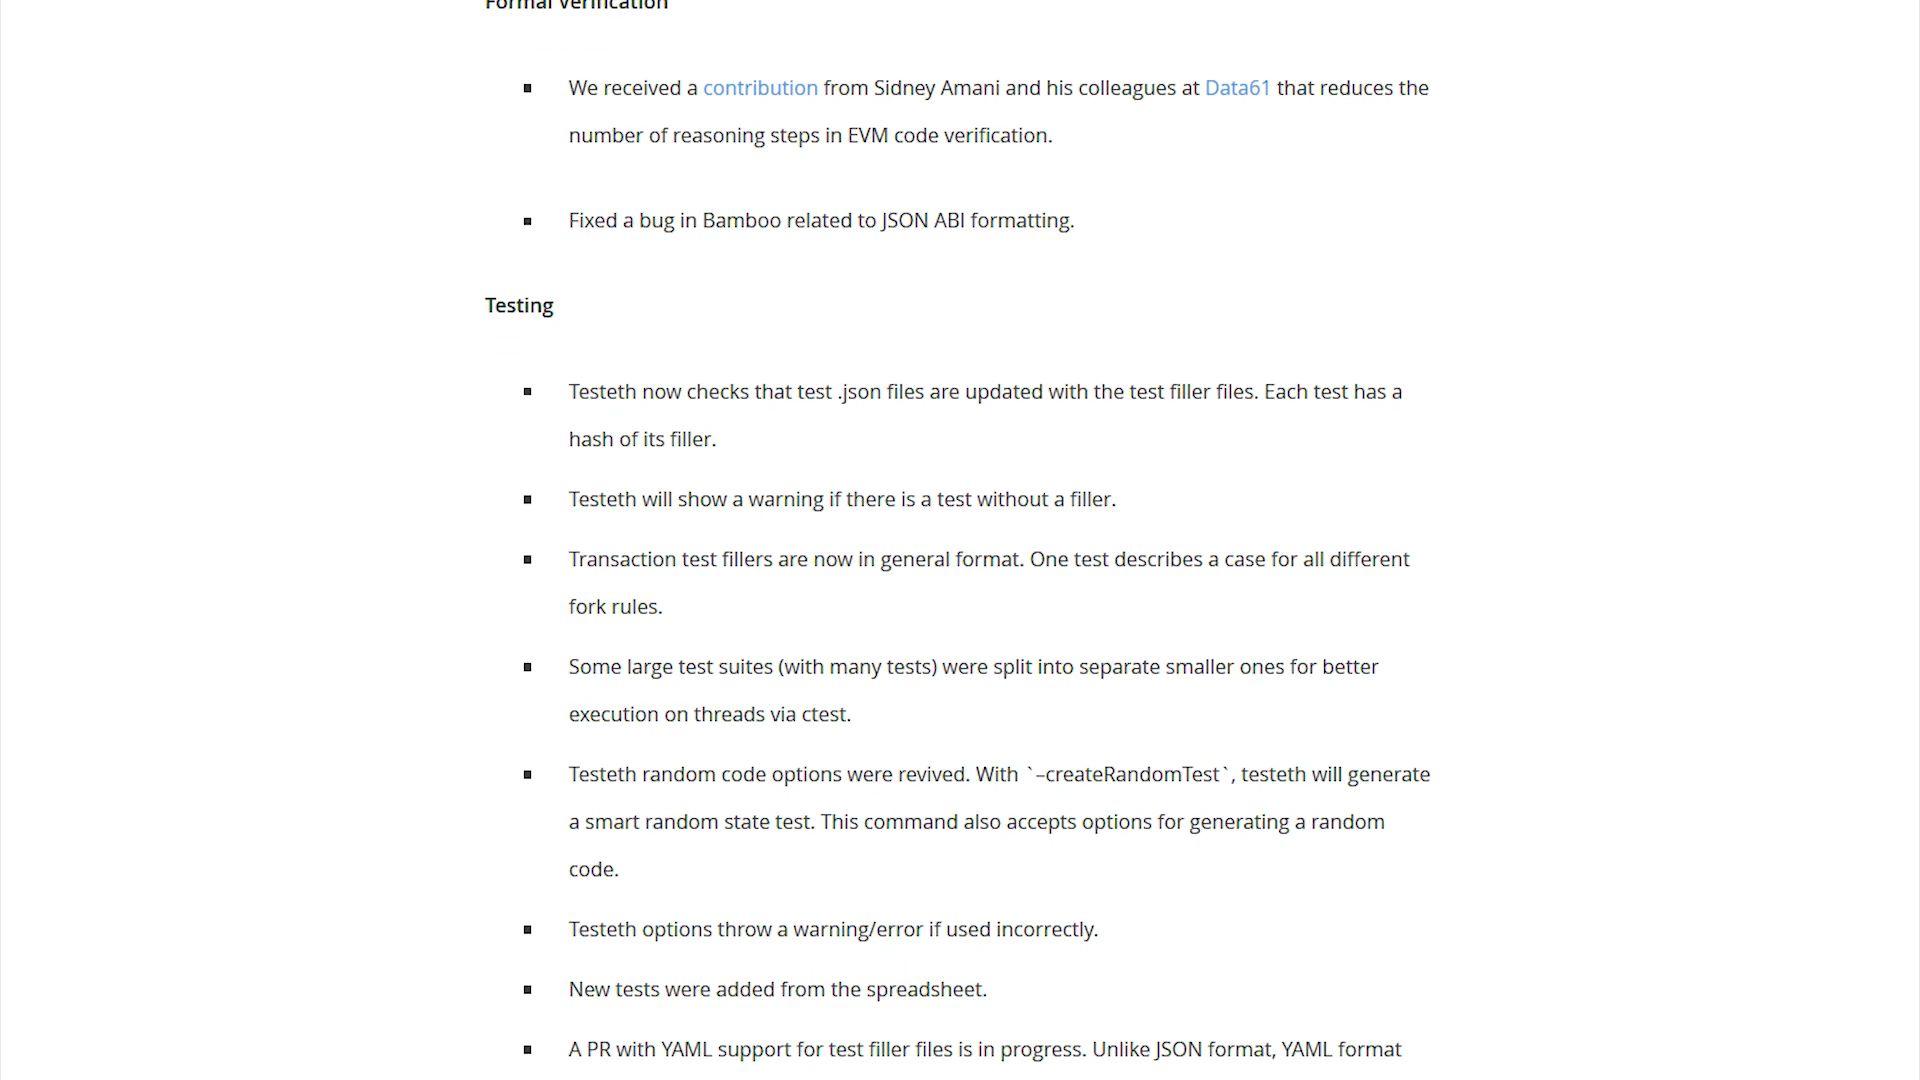 Formal Verification
We received a contribution from Sidney Amani and his colleagues at Data61 that reduces the
number of reasoning steps in EVM code verification.
Fixed a bug in Bamboo related to JSON ABI formatting.
Testing
Testeth now checks that test .json files are updated with the test filler files. Each test has a
hash of its filler.
Testeth will show a warning if there is a test without a filler.
Transaction test fillers are now in general format. One test describes a case for all different
fork rules.
Some large test suites (with many tests) were split into separate smaller ones for better
execution on threads via ctest.
Testeth random code options were revived. With `–createRandomTest`, testeth will generate
a smart random state test. This command also accepts options for generating a random
code.
Testeth options throw a warning/error if used incorrectly.
New tests were added from the spreadsheet.
A PR with YAML support for test filler files is in progress. Unlike JSON format, YAML format